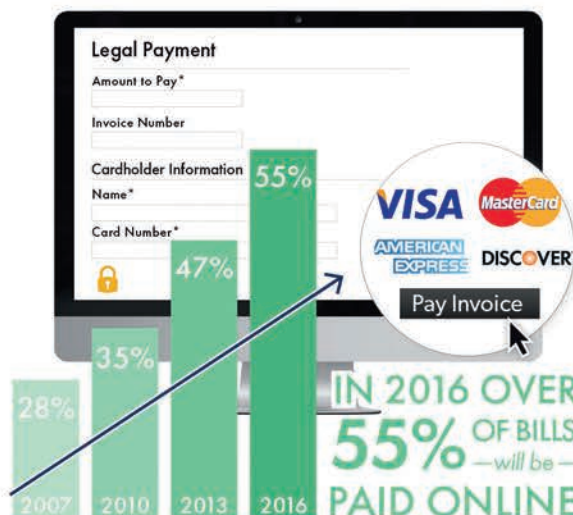 Legal Payment
Amount to Pay*
Invoice Number
Cardholder Information
Name*
Card Number*
VISA
MasterCard
AMERICAN
EXPRESS
DISCOVER
Pay Invoice
28%
35%
47%
55%
2007
2010
2013
2016
IN 2016 OVER
55% OF BILLS
—will be—
PAID ONLINE